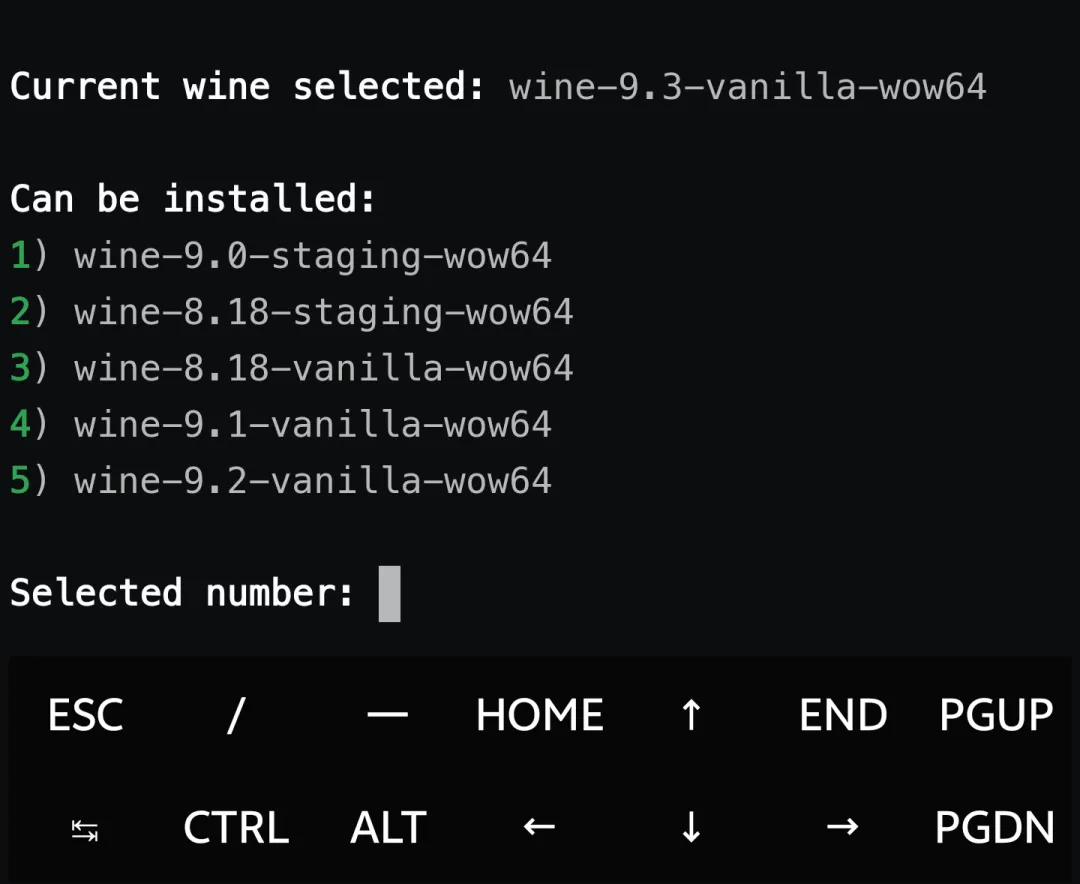 Current wine selected: wine-9.3-vanilla-wow64
Can be installed:
1) wine-9.0-staging-wow64
2) wine-8.18-staging-wow64
3) wine-8.18-vanilla-wow64
4) wine-9.1-vanilla-wow64
5) wine-9.2-vanilla-wow64
Selected number:
ESC / — HOME ↑ END PGUP
↹ CTRL ALT ← ↓ → PGDN